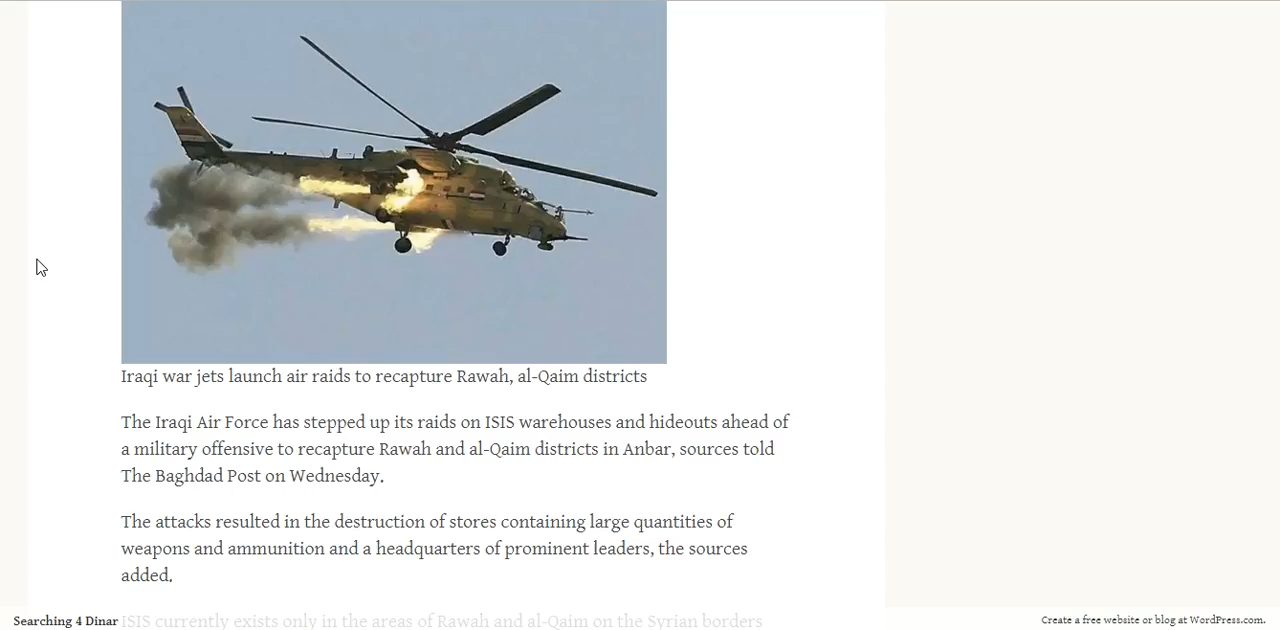 Iraqi war jets launch air raids to recapture Rawah, al-Qaim districts
The Iraqi Air Force has stepped up its raids on ISIS warehouses and hideouts ahead of
a military offensive to recapture Rawah and al-Qaim districts in Anbar, sources told
The Baghdad Post on Wednesday.
The attacks resulted in the destruction of stores containing large quantities of
weapons and ammunition and a headquarters of prominent leaders, the sources
added.
ISIS currently exists only in the areas of Rawah and al-Qaim on the Syrian borders
Searching 4 Dinar
Create a free website or blog at WordPress.com.